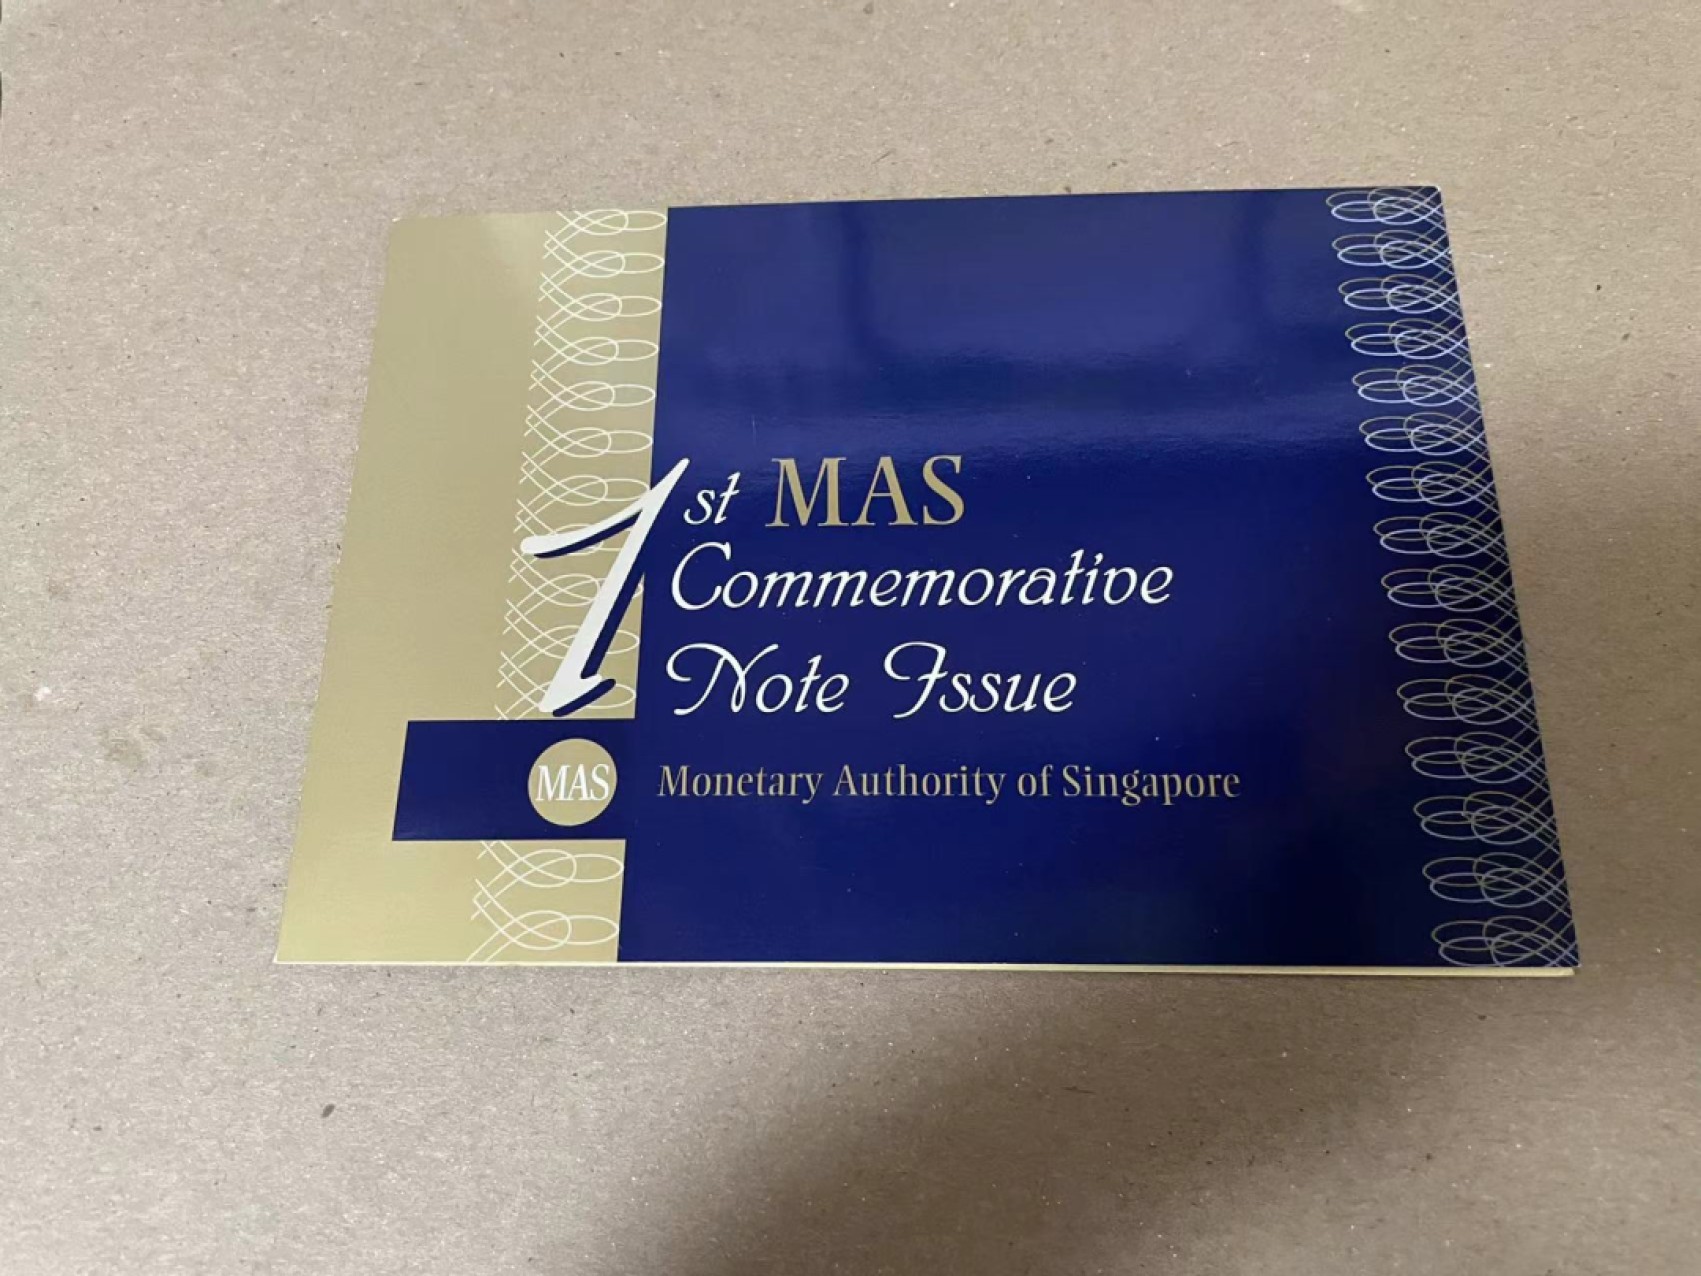 1st MAS
Commemorative
Note Issue
MAS Monetary Authority of Singapore